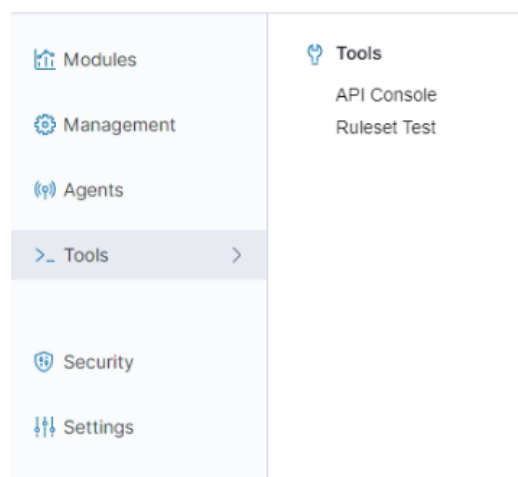 Modules
Management
Agents
Tools
Security
Settings
Tools
API Console
Ruleset Test